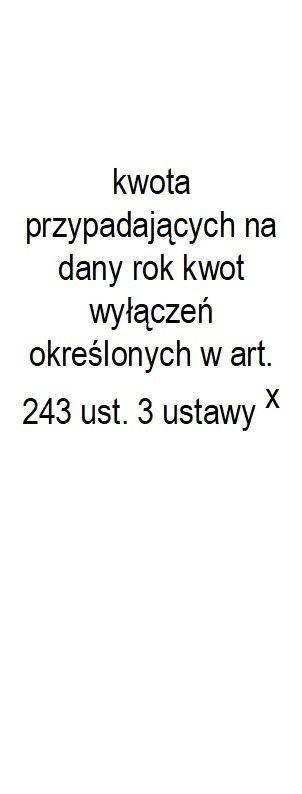 kwota
przypadających na
dany rok kwot
wyłączeń
określonych w art.
243 ust. 3 ustawy x